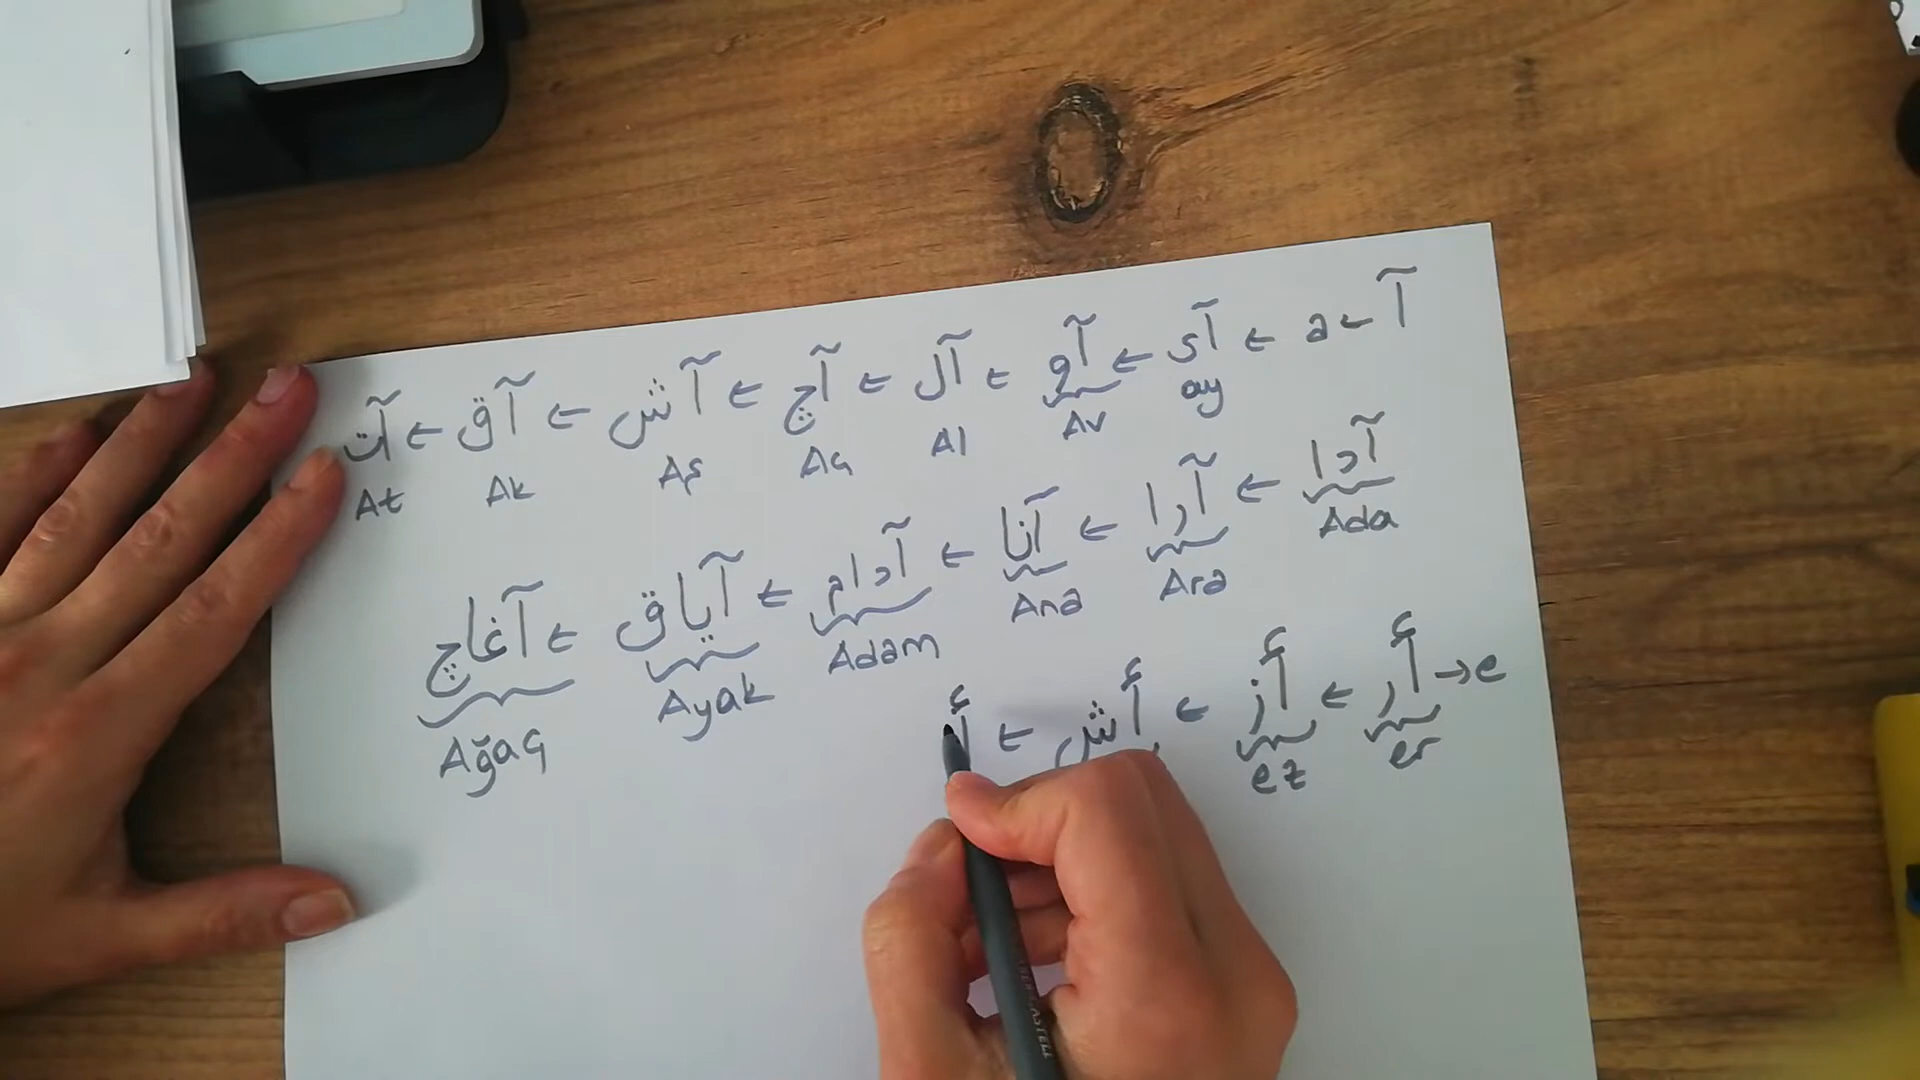 آ ← a ← آی ← آو ← آل ← آچ ← آش ← آق ← آت
ay Av Al Aç Aş Ak At
آدا ← آرا ← آنا ← آدام ← آیاق ← آغاچ
Ada Ara Ana Adam Ayak Ağaç
e ← أر ← أز ← أش ← أ
er ez